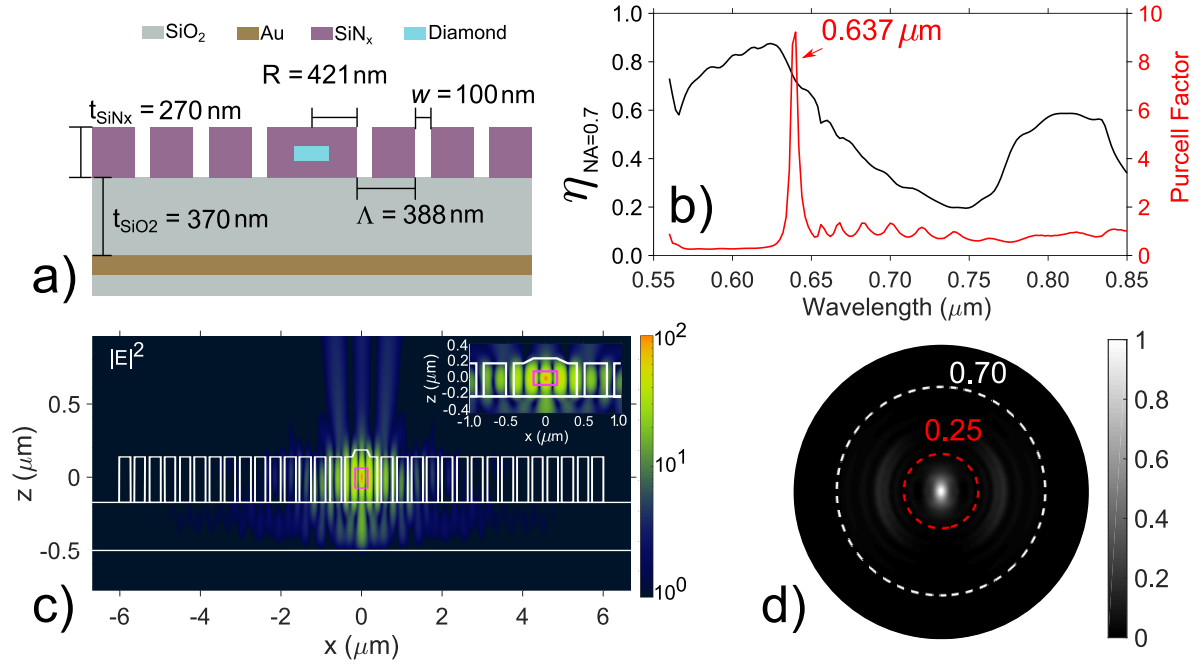 SiO₂ Au SiNₓ Diamond
R = 421 nm
w = 100 nm
t_SiNx = 270 nm
t_SiO2 = 370 nm
Λ = 388 nm
a)
1.0
0.8
0.6
0.4
0.2
0.0
η_NA=0.7
0.637 μm
b)
10
8
6
4
2
0
Purcell Factor
0.55 0.60 0.65 0.70 0.75 0.80 0.85
Wavelength (μm)
|E|²
0.5
0
-0.5
z (μm)
-6 -4 -2 0 2 4 6
x (μm)
c)
0.4
0.2
0.0
-0.2
-0.4
z (μm)
-1.0 -0.5 0.0 0.5 1.0
x (μm)
10²
10¹
10⁰
0.70
0.25
d)
1
0.8
0.6
0.4
0.2
0